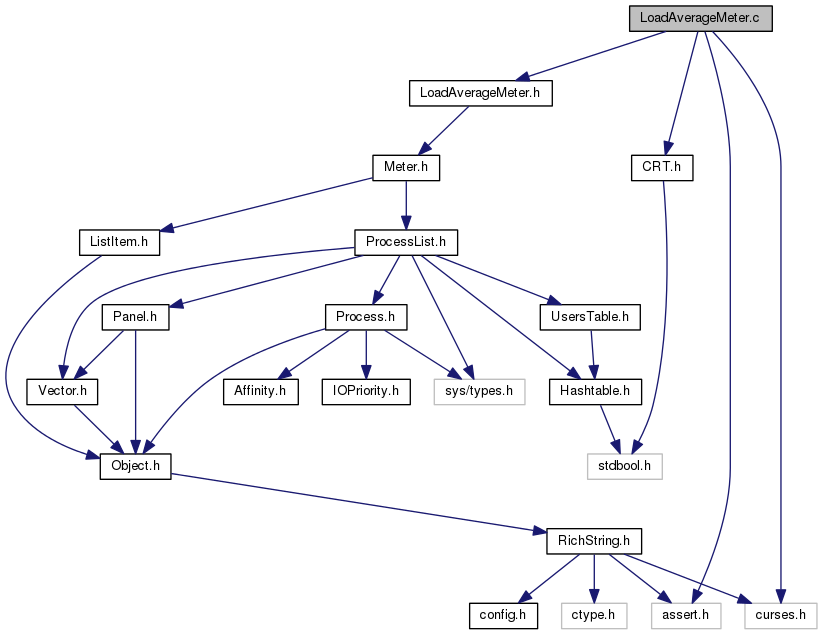 LoadAverageMeter.c
LoadAverageMeter.h
Meter.h
CRT.h
ListItem.h
ProcessList.h
Panel.h
Process.h
UsersTable.h
Vector.h
Affinity.h
IOPriority.h
sys/types.h
Hashtable.h
Object.h
stdbool.h
RichString.h
config.h
ctype.h
assert.h
curses.h